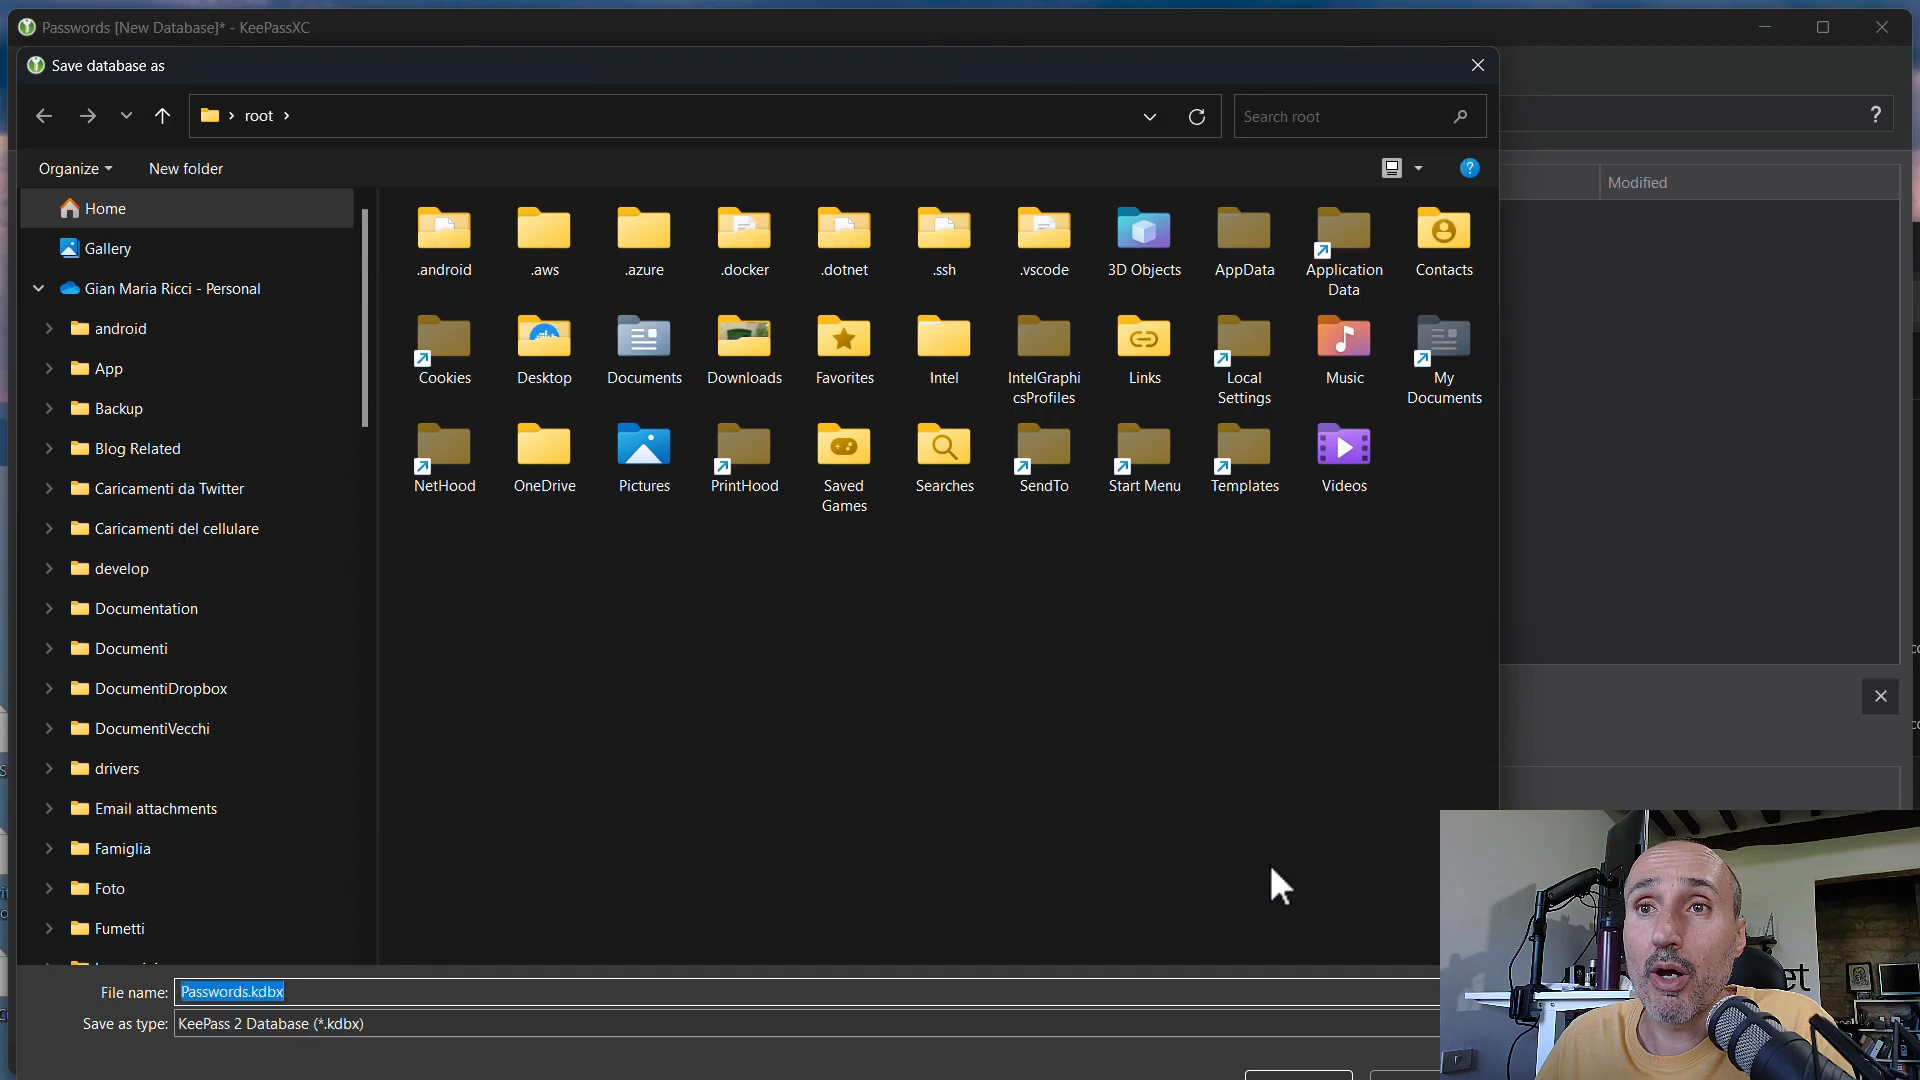 Passwords [New Database]* - KeePassXC
Save database as
root
Search root
?
Organize
New folder
?
Modified
Home
Gallery
Gian Maria Ricci - Personal
android
App
Backup
Blog Related
Caricamenti da Twitter
Caricamenti del cellulare
develop
Documentation
Documenti
DocumentiDropbox
DocumentiVecchi
drivers
Email attachments
Famiglia
Foto
Fumetti
.android
.aws
.azure
.docker
.dotnet
.ssh
.vscode
3D Objects
AppData
Application
Data
Contacts
Cookies
Desktop
Documents
Downloads
Favorites
Intel
IntelGraphi
csProfiles
Links
Local
Settings
Music
My
Documents
NetHood
OneDrive
Pictures
PrintHood
Saved
Games
Searches
SendTo
Start Menu
Templates
Videos
File name:
Passwords.kdbx
Save as type:
KeePass 2 Database (*.kdbx)
et